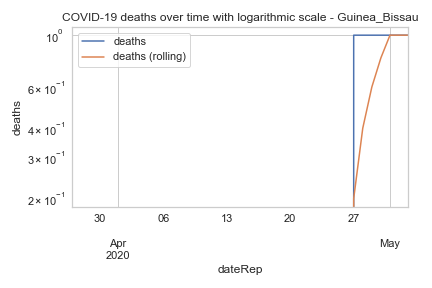 COVID-19 deaths over time with logarithmic scale - Guinea_Bissau
deaths
deaths (rolling)
10⁰
6 × 10⁻¹
4 × 10⁻¹
3 × 10⁻¹
2 × 10⁻¹
deaths
30 06 13 20 27
Apr May
2020
dateRep